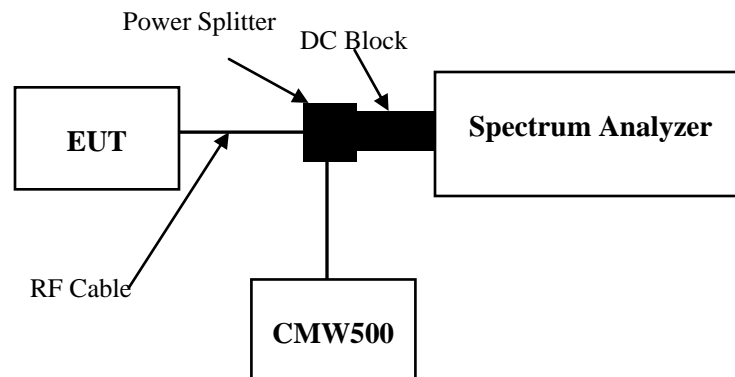 Power Splitter
DC Block
EUT
Spectrum Analyzer
RF Cable
CMW500